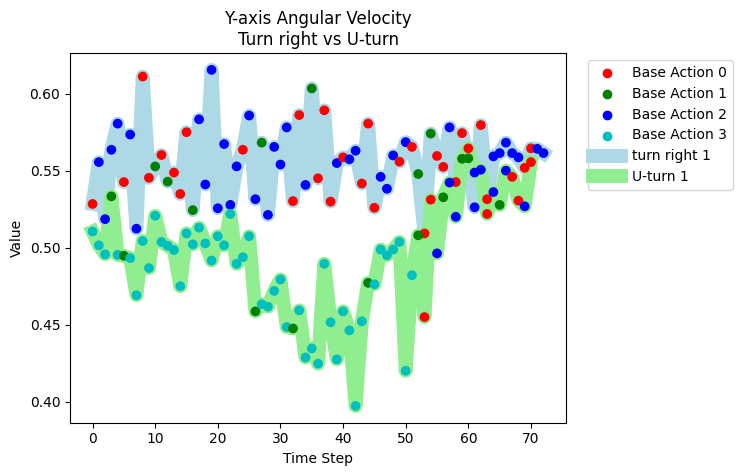 Y-axis Angular Velocity
Turn right vs U-turn
Value
0.60
0.55
0.50
0.45
0.40
0 10 20 30 40 50 60 70
Time Step
Base Action 0
Base Action 1
Base Action 2
Base Action 3
turn right 1
U-turn 1